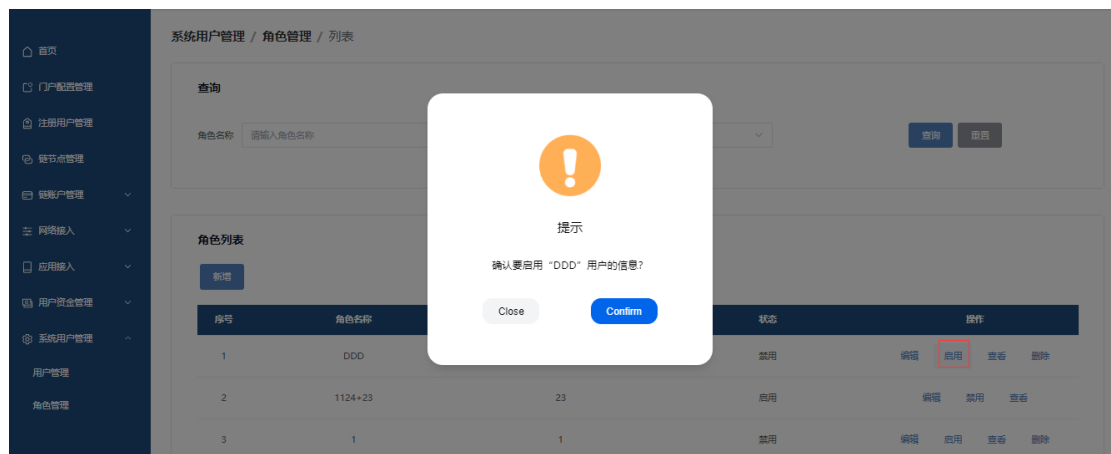 系统用户管理 / 角色管理 / 列表
首页
门户配置管理
注册用户管理
链节点管理
链账户管理
网络接入
应用接入
用户资金管理
系统用户管理
用户管理
角色管理
查询
角色名称 请输入角色名称
查询 重置
角色列表
新增
序号 角色名称 状态 操作
1 DDD 禁用 编辑 启用 查看 删除
2 1124+23 23 启用 编辑 禁用 查看
3 1 1 禁用 编辑 启用 查看 删除
提示
确认要启用“DDD”用户的信息?
Close Confirm